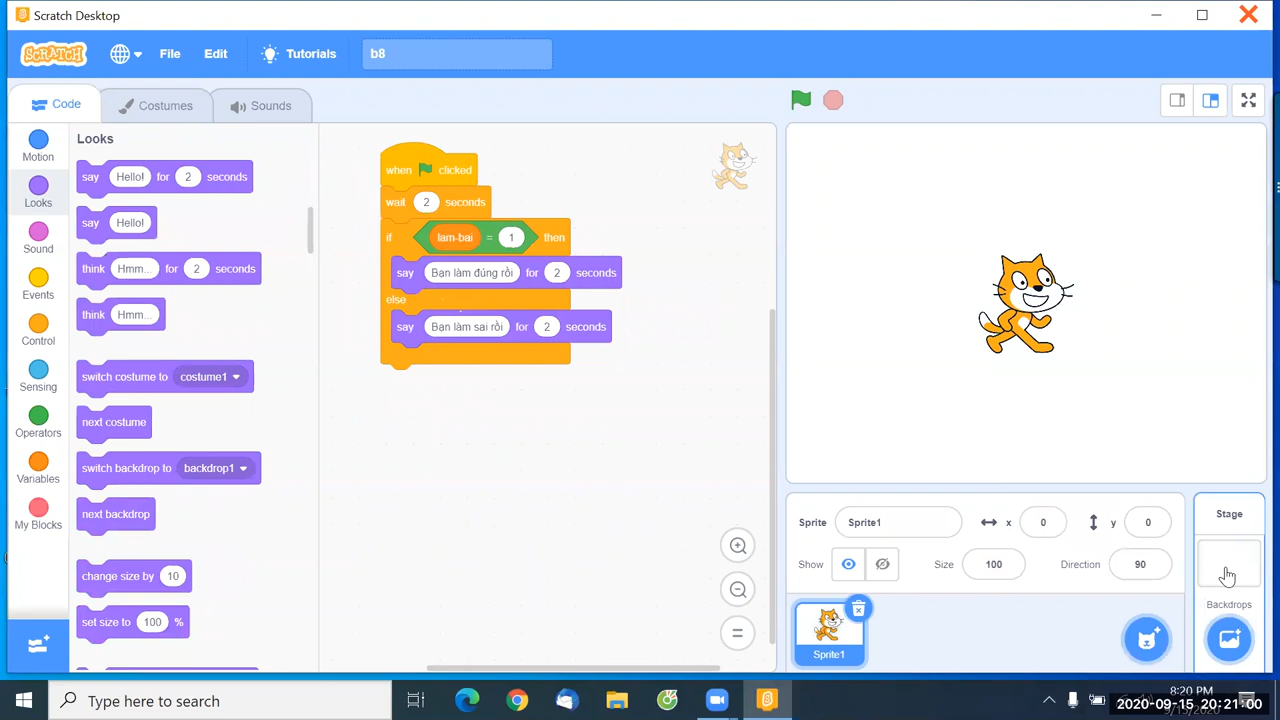 Scratch Desktop
SCRATCH File Edit Tutorials b8
Code Costumes Sounds
Motion
Looks
Sound
Events
Control
Sensing
Operators
Variables
My Blocks
Looks
say Hello! for 2 seconds
say Hello!
think Hmm... for 2 seconds
think Hmm...
switch costume to costume1
next costume
switch backdrop to backdrop1
next backdrop
change size by 10
set size to 100 %
when clicked
wait 2 seconds
if lam-bai = 1 then
say Bạn làm đúng rồi for 2 seconds
else
say Bạn làm sai rồi for 2 seconds
Sprite Sprite1 x 0 y 0
Show Size 100 Direction 90
Sprite1
Stage
Backdrops
Type here to search
8:20 PM
2020-09-15 20:21:00